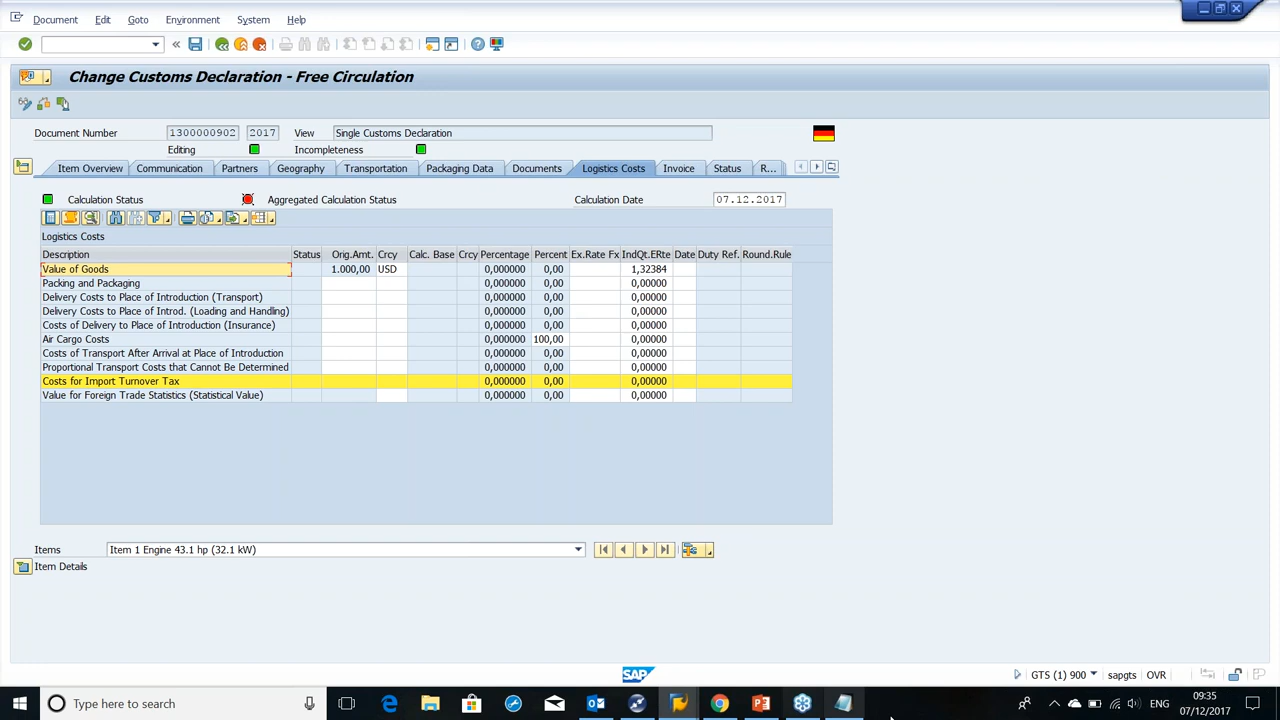 Document Edit Goto Environment System Help
Change Customs Declaration - Free Circulation
Document Number 1300000902 2017 View Single Customs Declaration
Editing Incompleteness
Item Overview Communication Partners Geography Transportation Packaging Data Documents Logistics Costs Invoice Status R...
Calculation Status Aggregated Calculation Status Calculation Date 07.12.2017
Logistics Costs
Description Status Orig.Amt. Crcy Calc. Base Crcy Percentage Percent Ex.Rate Fx IndQt.ERte Date Duty Ref. Round.Rule
Value of Goods 1.000,00 USD 0,000000 0,00 1,32384
Packing and Packaging 0,000000 0,00 0,00000
Delivery Costs to Place of Introduction (Transport) 0,000000 0,00 0,00000
Delivery Costs to Place of Introd. (Loading and Handling) 0,000000 0,00 0,00000
Costs of Delivery to Place of Introduction (Insurance) 0,000000 0,00 0,00000
Air Cargo Costs 0,000000 100,00 0,00000
Costs of Transport After Arrival at Place of Introduction 0,000000 0,00 0,00000
Proportional Transport Costs that Cannot Be Determined 0,000000 0,00 0,00000
Costs for Import Turnover Tax 0,000000 0,00 0,00000
Value for Foreign Trade Statistics (Statistical Value) 0,000000 0,00 0,00000
Items Item 1 Engine 43.1 hp (32.1 kW)
Item Details
SAP GTS (1) 900 sapgts OVR
Type here to search ENG 09:35
07/12/2017